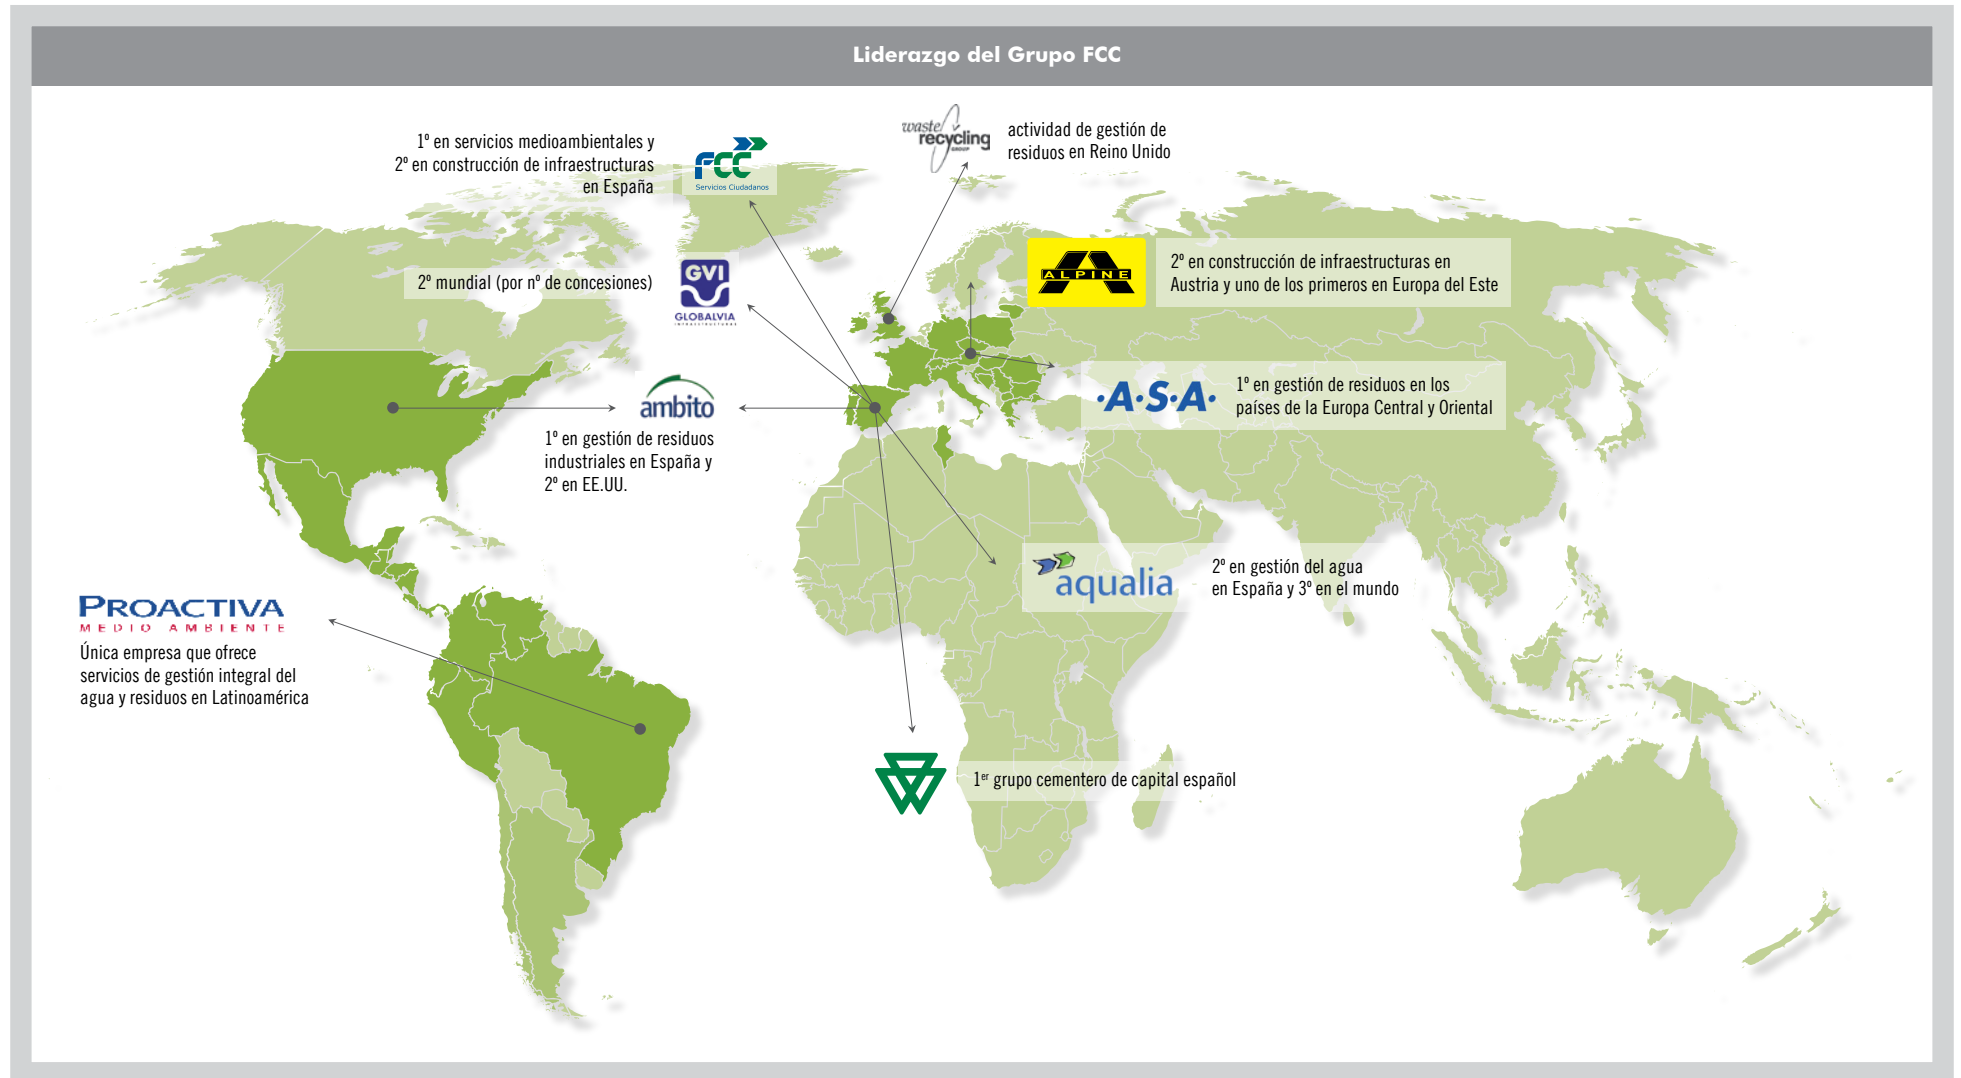 Liderazgo del Grupo FCC
1º en servicios medioambientales y
2º en construcción de infraestructuras
en España
FCC
Servicios Ciudadanos
waste
recycling
GROUP
actividad de gestión de
residuos en Reino Unido
2º mundial (por nº de concesiones)
GVI
GLOBALVIA
INFRAESTRUCTURAS
ALPINE
2º en construcción de infraestructuras en
Austria y uno de los primeros en Europa del Este
ambito
1º en gestión de residuos
industriales en España y
2º en EE.UU.
·A·S·A·
1º en gestión de residuos en los
países de la Europa Central y Oriental
PROACTIVA
MEDIO AMBIENTE
Única empresa que ofrece
servicios de gestión integral del
agua y residuos en Latinoamérica
aqualia
2º en gestión del agua
en España y 3º en el mundo
1er grupo cementero de capital español